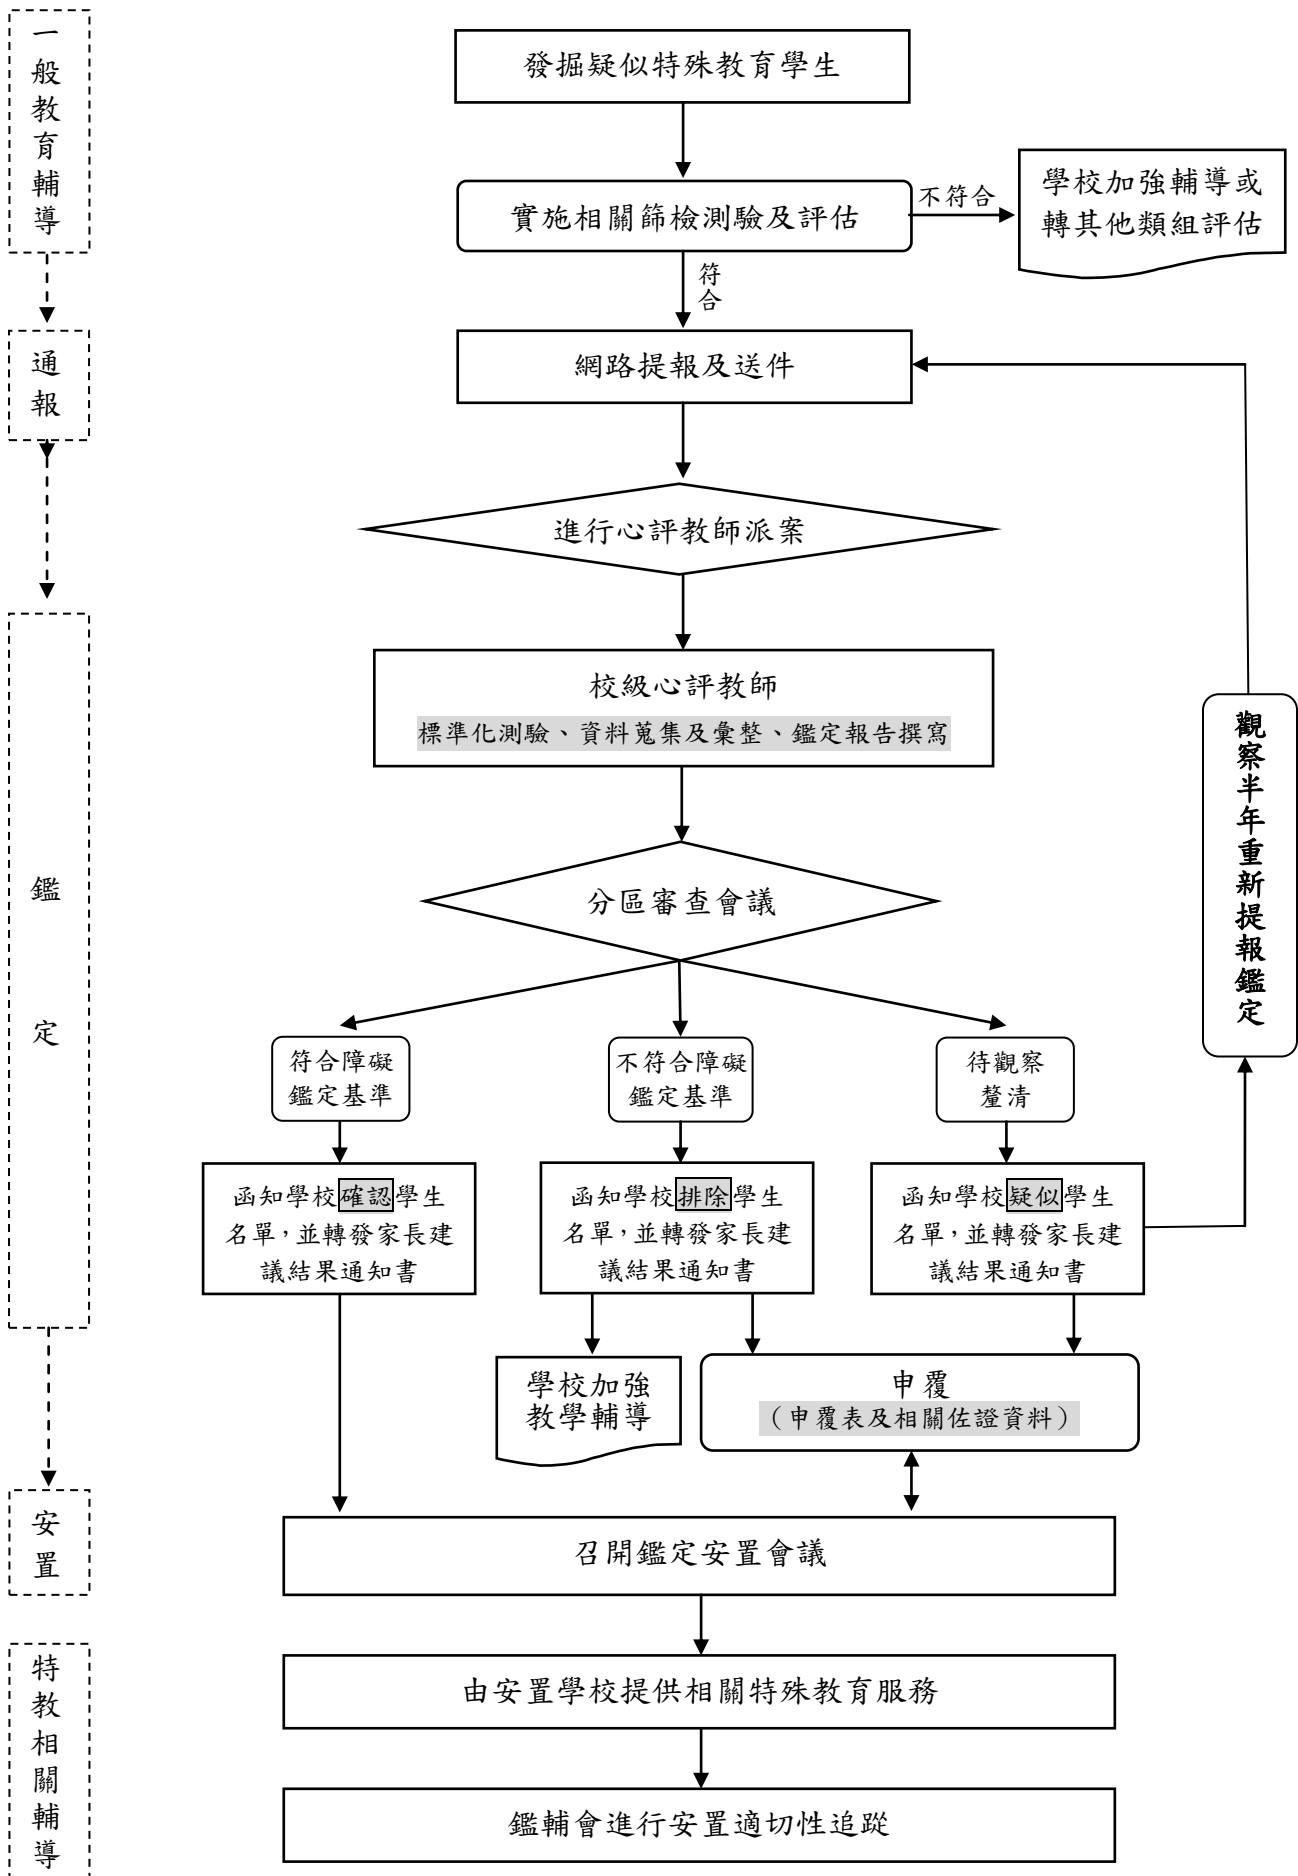 一般教育輔導
發掘疑似特殊教育學生
實施相關篩檢測驗及評估
不符合
學校加強輔導或
轉其他類組評估
符合
通報
網路提報及送件
進行心評教師派案
鑑定
校級心評教師
標準化測驗、資料蒐集及彙整、鑑定報告撰寫
觀察半年重新提報鑑定
分區審查會議
符合障礙
鑑定基準
不符合障礙
鑑定基準
待觀察
釐清
函知學校確認學生
名單，並轉發家長建
議結果通知書
函知學校排除學生
名單，並轉發家長建
議結果通知書
函知學校疑似學生
名單，並轉發家長建
議結果通知書
學校加強
教學輔導
申覆
（申覆表及相關佐證資料）
安置
召開鑑定安置會議
特教相關輔導
由安置學校提供相關特殊教育服務
鑑輔會進行安置適切性追蹤